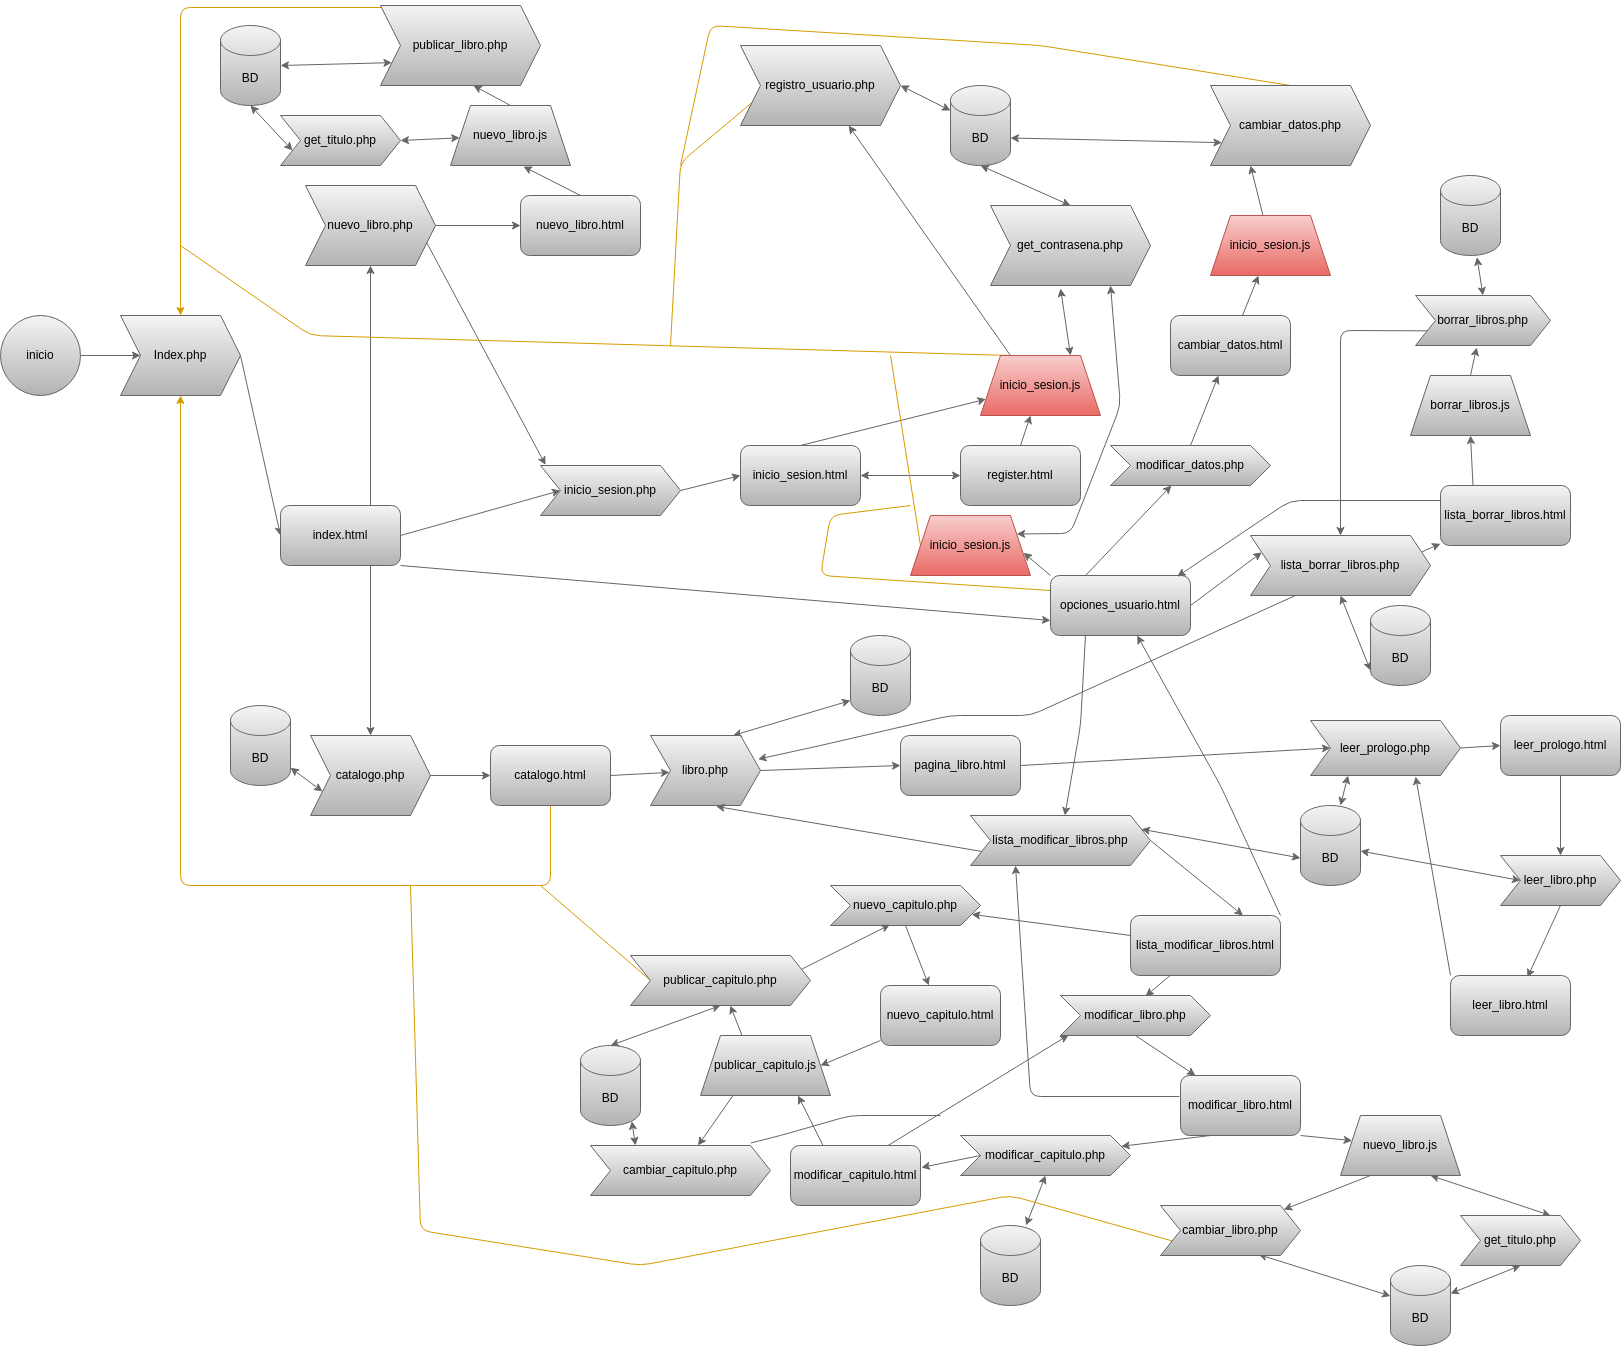 publicar_libro.php
BD
get_titulo.php
nuevo_libro.js
nuevo_libro.php
nuevo_libro.html
registro_usuario.php
BD
cambiar_datos.php
get_contrasena.php
inicio_sesion.js
BD
inicio
Index.php
cambiar_datos.html
borrar_libros.php
inicio_sesion.js
borrar_libros.js
inicio_sesion.php
inicio_sesion.html
register.html
modificar_datos.php
index.html
inicio_sesion.js
lista_borrar_libros.html
lista_borrar_libros.php
opciones_usuario.html
BD
BD
BD
catalogo.php
catalogo.html
libro.php
pagina_libro.html
leer_prologo.php
leer_prologo.html
lista_modificar_libros.php
BD
leer_libro.php
nuevo_capitulo.php
lista_modificar_libros.html
publicar_capitulo.php
nuevo_capitulo.html
modificar_libro.php
leer_libro.html
BD
publicar_capitulo.js
modificar_libro.html
cambiar_capitulo.php
modificar_capitulo.html
modificar_capitulo.php
nuevo_libro.js
cambiar_libro.php
get_titulo.php
BD
BD